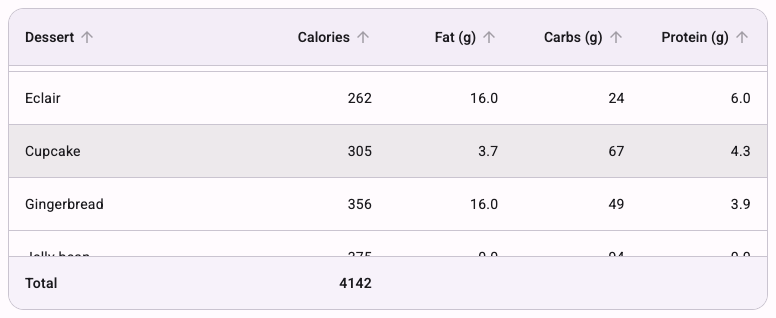 Dessert Calories Fat (g) Carbs (g) Protein (g)
Eclair 262 16.0 24 6.0
Cupcake 305 3.7 67 4.3
Gingerbread 356 16.0 49 3.9
Total 4142